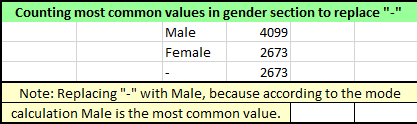 Counting most common values in gender section to replace "-"
Male 4099
Female 2673
- 2673
Note: Replacing "-" with Male, because according to the mode
calculation Male is the most common value.